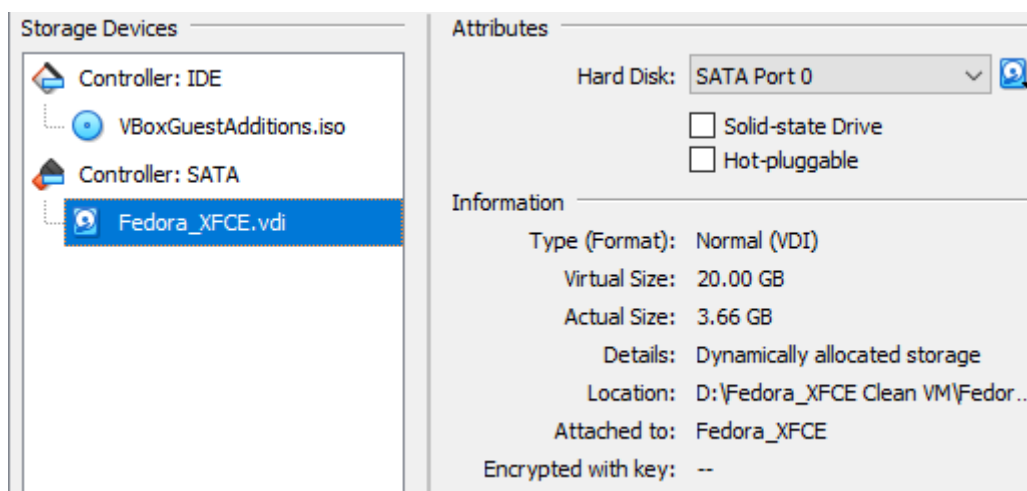 Storage Devices
Controller: IDE
VBoxGuestAdditions.iso
Controller: SATA
Fedora_XFCE.vdi
Attributes
Hard Disk: SATA Port 0
Solid-state Drive
Hot-pluggable
Information
Type (Format): Normal (VDI)
Virtual Size: 20.00 GB
Actual Size: 3.66 GB
Details: Dynamically allocated storage
Location: D:\Fedora_XFCE Clean VM\Fedor...
Attached to: Fedora_XFCE
Encrypted with key: --